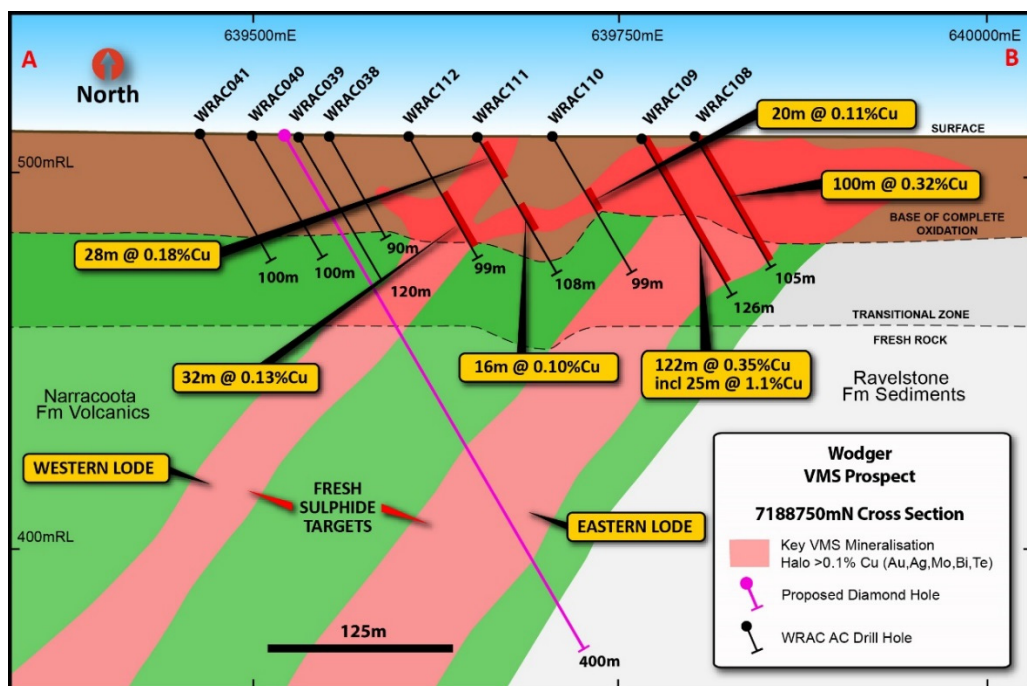 639500mE
639750mE
640000mE
A
B
North
WRAC041
WRAC040
WRAC039
WRAC038
WRAC112
WRAC111
WRAC110
WRAC109
WRAC108
20m @ 0.11%Cu
SURFACE
500mRL
100m @ 0.32%Cu
BASE OF COMPLETE
OXIDATION
28m @ 0.18%Cu
100m
100m
90m
120m
99m
108m
99m
126m
105m
TRANSITIONAL ZONE
FRESH ROCK
32m @ 0.13%Cu
16m @ 0.10%Cu
122m @ 0.35%Cu
incl 25m @ 1.1%Cu
Narracoota
Fm Volcanics
Ravelstone
Fm Sediments
WESTERN LODE
FRESH
SULPHIDE
TARGETS
EASTERN LODE
400mRL
125m
400m
Wodger
VMS Prospect
7188750mN Cross Section
Key VMS Mineralisation
Halo >0.1% Cu (Au,Ag,Mo,Bi,Te)
Proposed Diamond Hole
WRAC AC Drill Hole